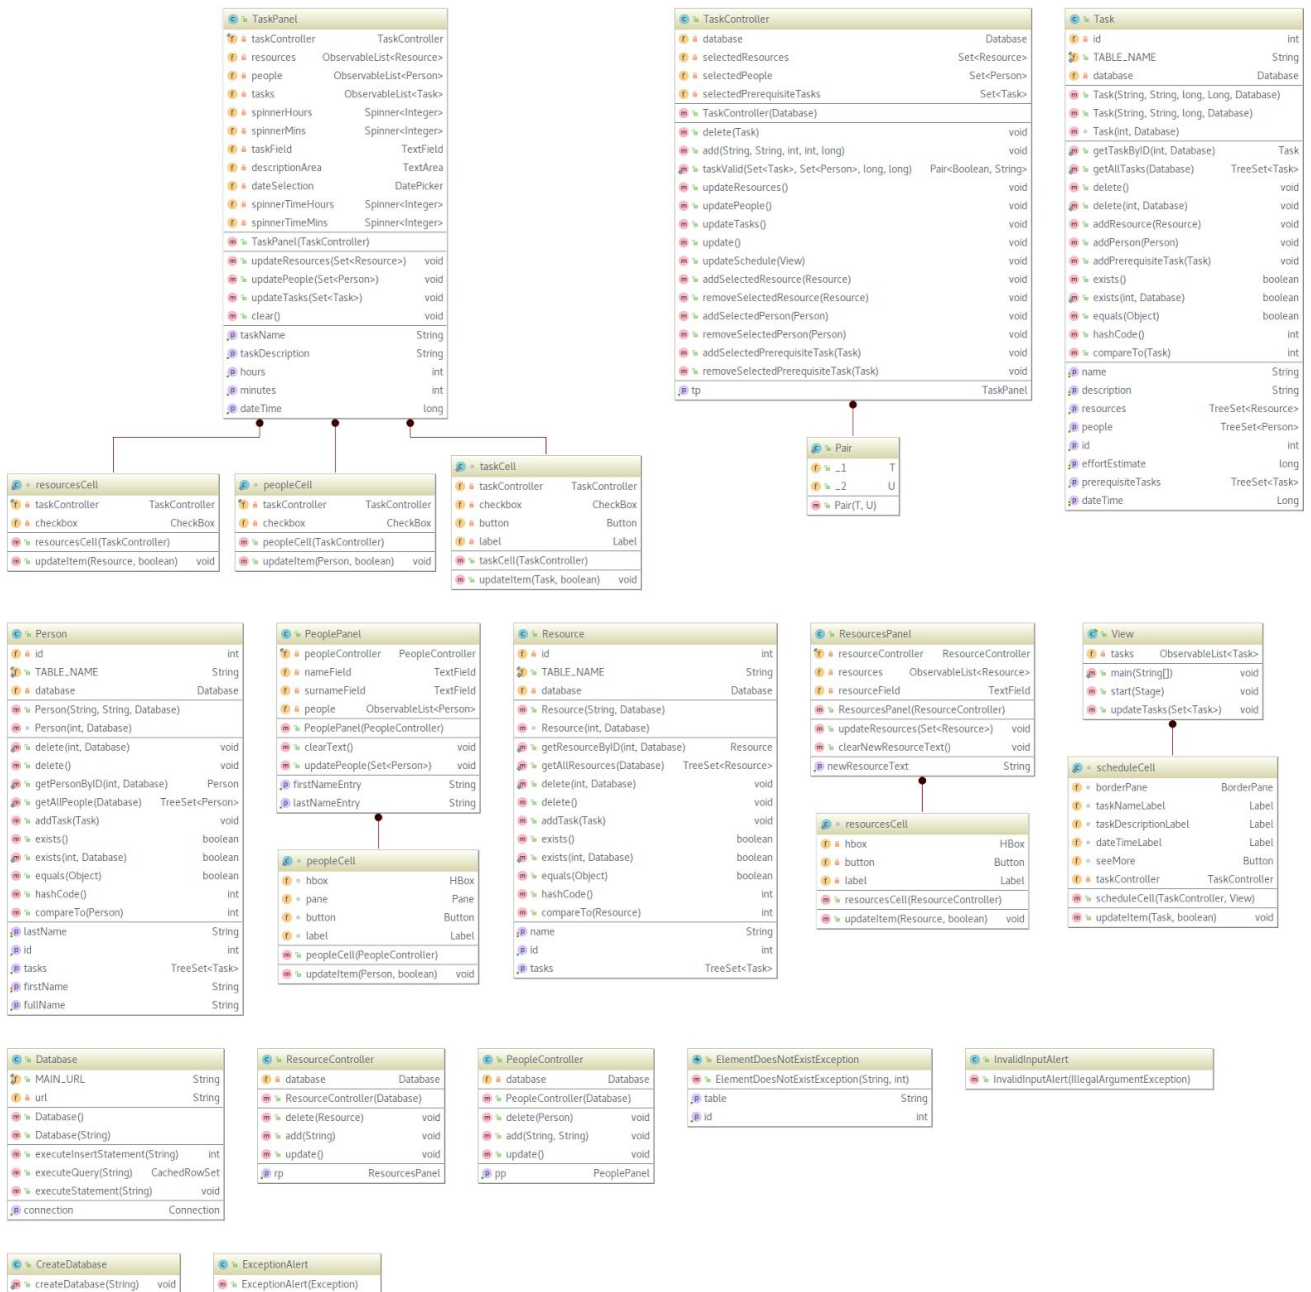 TaskPanel
taskController TaskController
resources ObservableList<Resource>
people ObservableList<Person>
tasks ObservableList<Task>
spinnerHours Spinner<Integer>
spinnerMins Spinner<Integer>
taskField TextField
descriptionArea TextArea
dateSelection DatePicker
spinnerTimeHours Spinner<Integer>
spinnerTimeMins Spinner<Integer>
TaskPanel(TaskController)
updateResources(Set<Resource>) void
updatePeople(Set<Person>) void
updateTasks(Set<Task>) void
clear() void
taskName String
taskDescription String
hours int
minutes int
dateTime long
resourcesCell
taskController TaskController
checkbox CheckBox
resourcesCell(TaskController)
updateItem(Resource, boolean) void
peopleCell
taskController TaskController
checkbox CheckBox
peopleCell(TaskController)
updateItem(Person, boolean) void
taskCell
taskController TaskController
checkbox CheckBox
button Button
label Label
taskCell(TaskController)
updateItem(Task, boolean) void
TaskController
database Database
selectedResources Set<Resource>
selectedPeople Set<Person>
selectedPrerequisiteTasks Set<Task>
TaskController(Database)
delete(Task) void
add(String, String, int, int, long) void
taskValid(Set<Task>, Set<Person>, long, long) Pair<Boolean, String>
updateResources() void
updatePeople() void
updateTasks() void
update() void
updateSchedule(View) void
addSelectedResource(Resource) void
removeSelectedResource(Resource) void
addSelectedPerson(Person) void
removeSelectedPerson(Person) void
addSelectedPrerequisiteTask(Task) void
removeSelectedPrerequisiteTask(Task) void
tp TaskPanel
Pair
_1 T
_2 U
Pair(T, U)
Task
id int
TABLE_NAME String
database Database
Task(String, String, long, Long, Database)
Task(String, String, long, Database)
Task(int, Database)
getTaskByID(int, Database) Task
getAllTasks(Database) TreeSet<Task>
delete() void
delete(int, Database) void
addResource(Resource) void
addPerson(Person) void
addPrerequisiteTask(Task) void
exists() boolean
exists(int, Database) boolean
equals(Object) boolean
hashCode() int
compareTo(Task) int
name String
description String
resources TreeSet<Resource>
people TreeSet<Person>
id int
effortEstimate long
prerequisiteTasks TreeSet<Task>
dateTime Long
Person
id int
TABLE_NAME String
database Database
Person(String, String, Database)
Person(int, Database)
delete(int, Database) void
delete() void
getPersonByID(int, Database) Person
getAllPeople(Database) TreeSet<Person>
addTask(Task) void
exists() boolean
exists(int, Database) boolean
equals(Object) boolean
hashCode() int
compareTo(Person) int
lastName String
id int
tasks TreeSet<Task>
firstName String
fullName String
PeoplePanel
peopleController PeopleController
nameField TextField
surnameField TextField
people ObservableList<Person>
PeoplePanel(PeopleController)
clearText() void
updatePeople(Set<Person>) void
firstNameEntry String
lastNameEntry String
peopleCell
hbox HBox
pane Pane
button Button
label Label
peopleCell(PeopleController)
updateItem(Person, boolean) void
Resource
id int
TABLE_NAME String
database Database
Resource(String, Database)
Resource(int, Database)
getResourceByID(int, Database) Resource
getAllResources(Database) TreeSet<Resource>
delete(int, Database) void
delete() void
addTask(Task) void
exists() boolean
exists(int, Database) boolean
equals(Object) boolean
hashCode() int
compareTo(Resource) int
name String
id int
tasks TreeSet<Task>
ResourcesPanel
resourceController ResourceController
resources ObservableList<Resource>
resourceField TextField
ResourcesPanel(ResourceController)
updateResources(Set<Resource>) void
clearNewResourceText() void
newResourceText String
resourcesCell
hbox HBox
button Button
label Label
resourcesCell(ResourceController)
updateItem(Resource, boolean) void
View
tasks ObservableList<Task>
main(String[]) void
start(Stage) void
updateTasks(Set<Task>) void
scheduleCell
borderPane BorderPane
taskNameLabel Label
taskDescriptionLabel Label
dateTimeLabel Label
seeMore Button
taskController TaskController
scheduleCell(TaskController, View)
updateItem(Task, boolean) void
Database
MAIN_URL String
url String
Database()
Database(String)
executeInsertStatement(String) int
executeQuery(String) CachedRowSet
executeStatement(String) void
connection Connection
ResourceController
database Database
ResourceController(Database)
delete(Resource) void
add(String) void
update() void
rp ResourcesPanel
PeopleController
database Database
PeopleController(Database)
delete(Person) void
add(String, String) void
update() void
pp PeoplePanel
ElementDoesNotExistException
ElementDoesNotExistException(String, int)
table String
id int
InvalidInputAlert
InvalidInputAlert(IllegalArgumentException)
CreateDatabase
createDatabase(String) void
ExceptionAlert
ExceptionAlert(Exception)